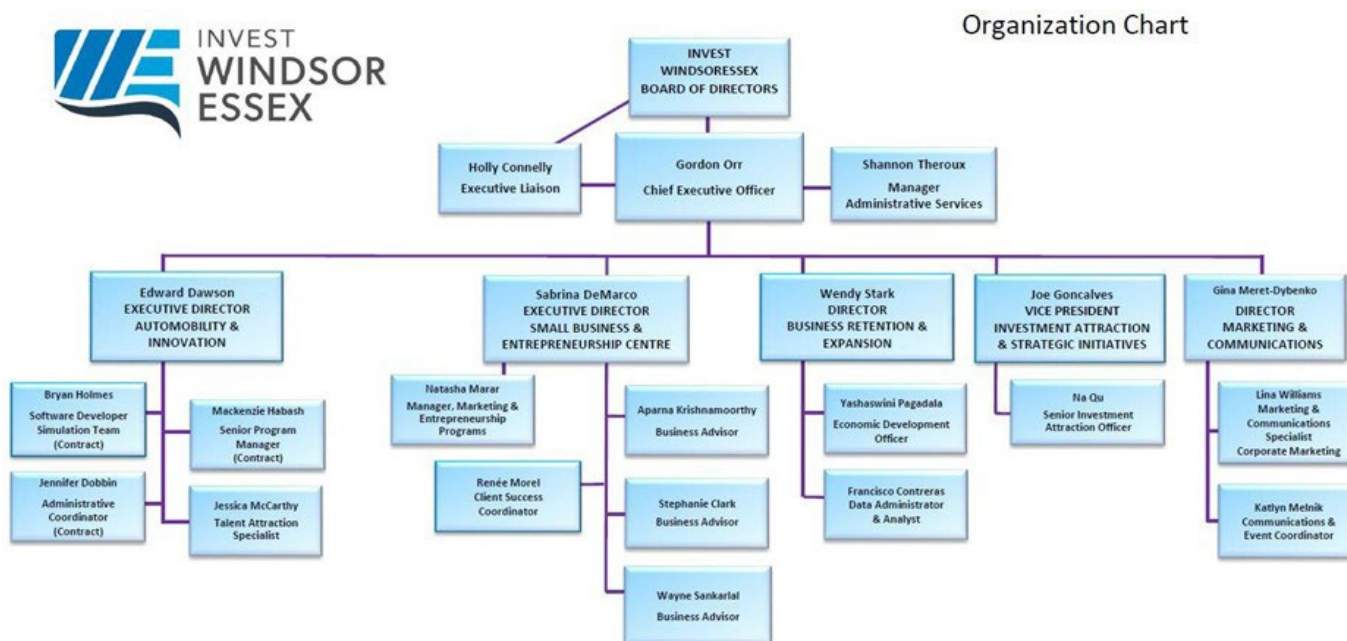 Organization Chart
INVEST
WINDSOR
ESSEX
INVEST
WINDSORESSEX
BOARD OF DIRECTORS
Holly Connelly
Executive Liaison
Gordon Orr
Chief Executive Officer
Shannon Theroux
Manager
Administrative Services
Edward Dawson
EXECUTIVE DIRECTOR
AUTOMOBILITY &
INNOVATION
Bryan Holmes
Software Developer
Simulation Team
(Contract)
Mackenzie Habash
Senior Program
Manager
(Contract)
Jennifer Dobbin
Administrative
Coordinator
(Contract)
Jessica McCarthy
Talent Attraction
Specialist
Sabrina DeMarco
EXECUTIVE DIRECTOR
SMALL BUSINESS &
ENTREPRENEURSHIP CENTRE
Natasha Marar
Manager, Marketing &
Entrepreneurship
Programs
Aparna Krishnamoorthy
Business Advisor
Renée Morel
Client Success
Coordinator
Stephanie Clark
Business Advisor
Wayne Sankarlal
Business Advisor
Wendy Stark
DIRECTOR
BUSINESS RETENTION &
EXPANSION
Yashaswini Pagadala
Economic Development
Officer
Francisco Contreras
Data Administrator
& Analyst
Joe Goncalves
VICE PRESIDENT
INVESTMENT ATTRACTION
& STRATEGIC INITIATIVES
Na Qu
Senior Investment
Attraction Officer
Gina Meret-Dybenko
DIRECTOR
MARKETING &
COMMUNICATIONS
Lina Williams
Marketing &
Communications
Specialist
Corporate Marketing
Katlyn Melnik
Communications &
Event Coordinator